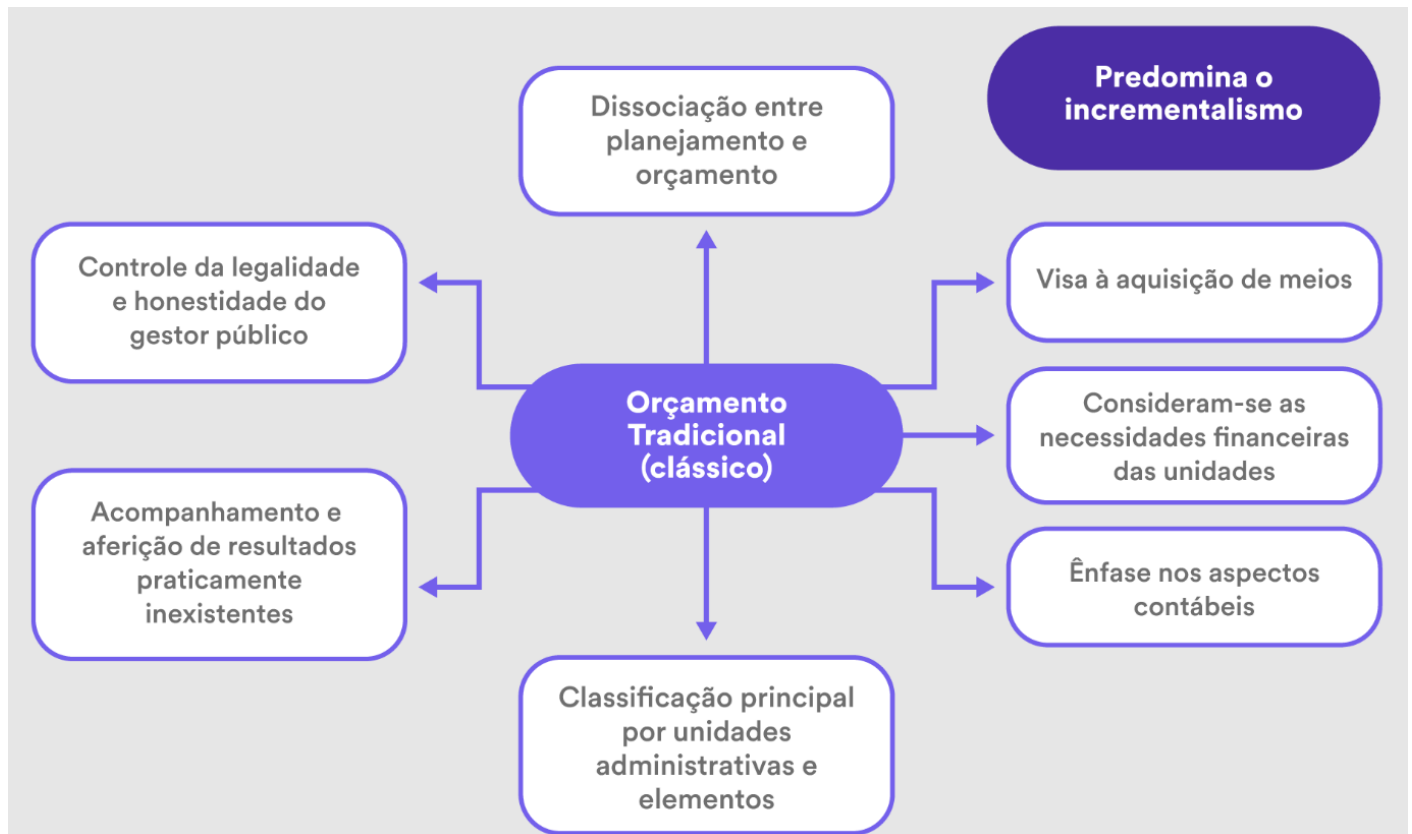 Predomina o
incrementalismo
Dissociação entre
planejamento e
orçamento
Controle da legalidade
e honestidade do
gestor público
Visa à aquisição de meios
Orçamento
Tradicional
(clássico)
Consideram-se as
necessidades financeiras
das unidades
Acompanhamento e
aferição de resultados
praticamente
inexistentes
Ênfase nos aspectos
contábeis
Classificação principal
por unidades
administrativas e
elementos